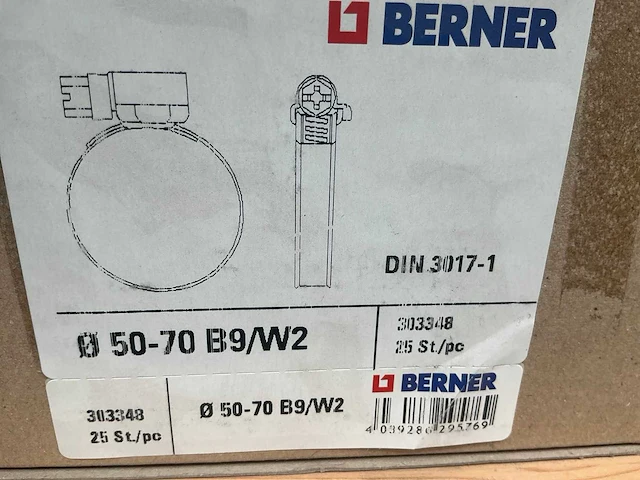 BERNER
DIN 3017-1
Ø 50-70 B9/W2
303348
25 St./pc
303348
25 St./pc
Ø 50-70 B9/W2
BERNER
4 039286 295769